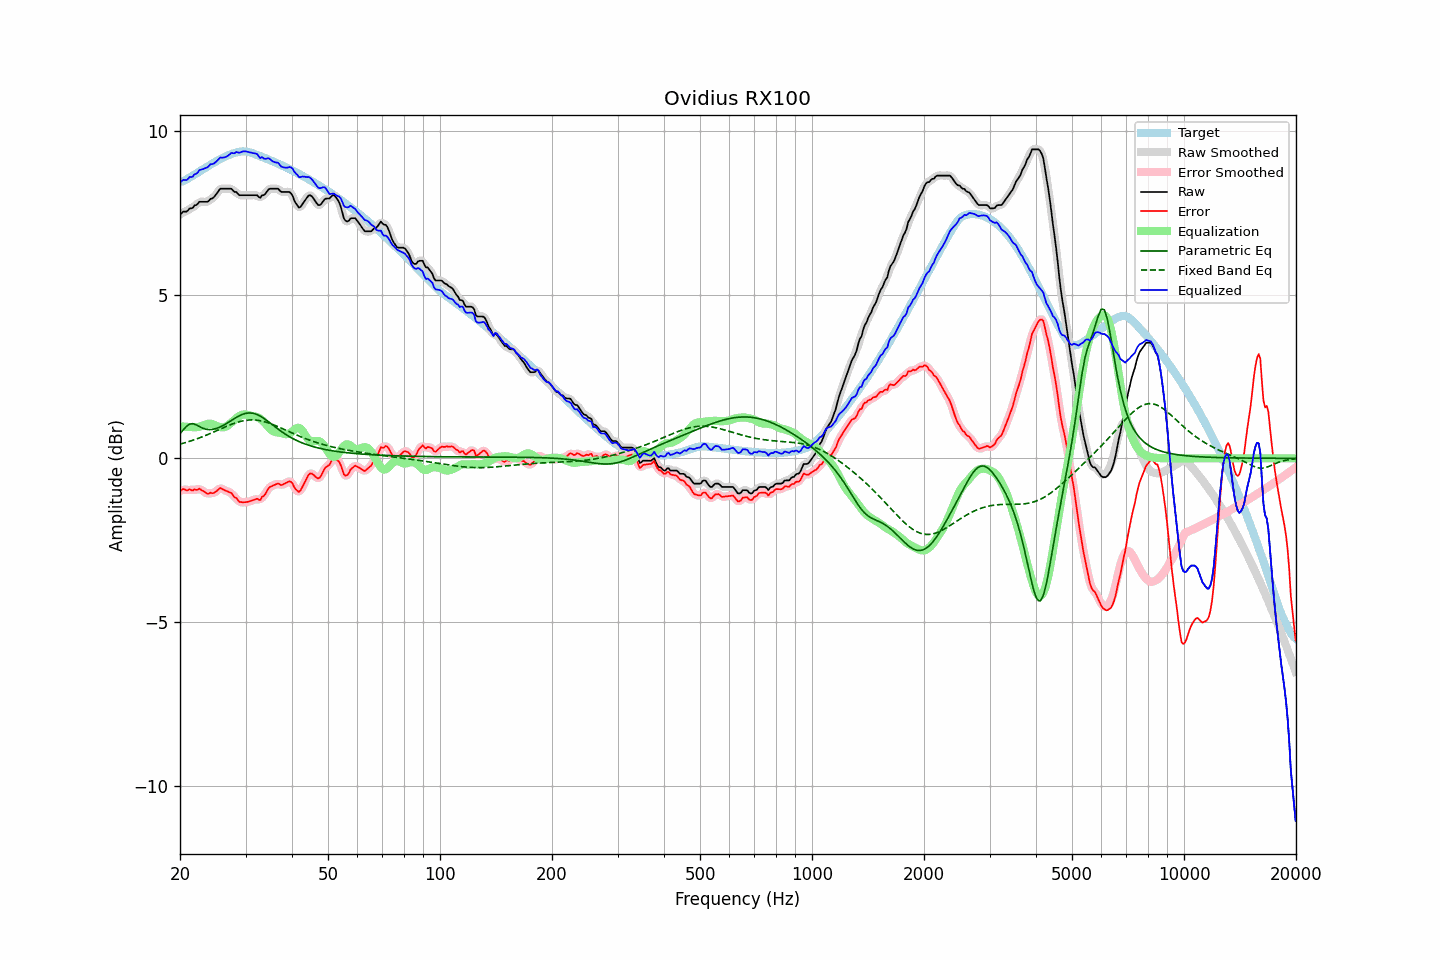 Ovidius RX100
10
5
0
−5
−10
Amplitude (dBr)
Target
Raw Smoothed
Error Smoothed
Raw
Error
Equalization
Parametric Eq
Fixed Band Eq
Equalized
20
50
100
200
500
1000
2000
5000
10000
20000
Frequency (Hz)